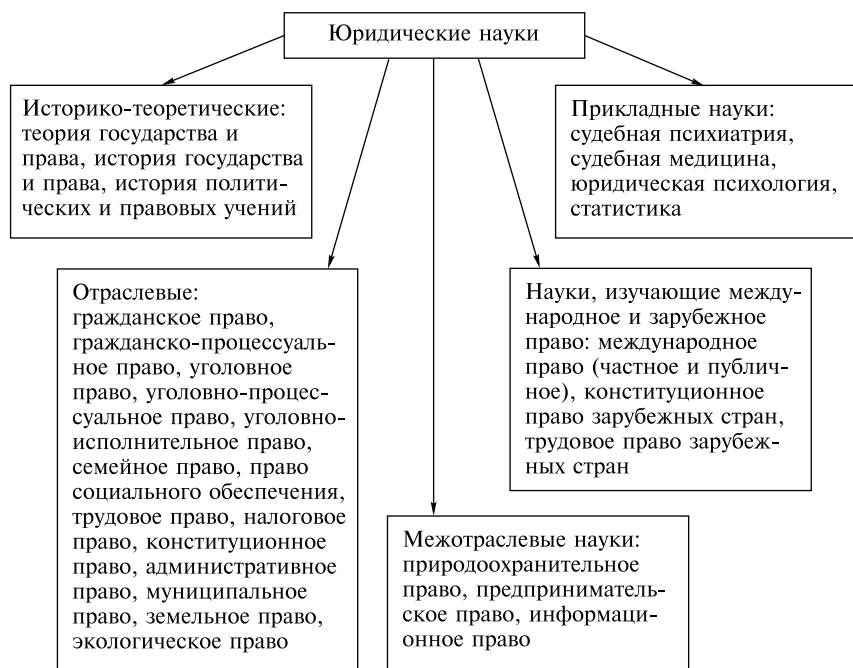 Юридические науки
Историко-теоретические:
теория государства и
права, история государства
и права, история полити-
ческих и правовых учений
Прикладные науки:
судебная психиатрия,
судебная медицина,
юридическая психология,
статистика
Отраслевые:
гражданское право,
гражданско-процессуаль-
ное право, уголовное
право, уголовно-процес-
суальное право, уголовно-
исполнительное право,
семейное право, право
социального обеспечения,
трудовое право, налоговое
право, конституционное
право, административное
право, муниципальное
право, земельное право,
экологическое право
Науки, изучающие между-
народное и зарубежное
право: международное
право (частное и публич-
ное), конституционное
право зарубежных стран,
трудовое право зарубеж-
ных стран
Межотраслевые науки:
природоохранительное
право, предприниматель-
ское право, информаци-
онное право